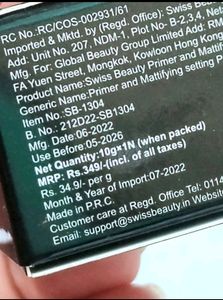 RC No.:RC/COS-002931/61
Imported & Mktd. by (Regd. Office): Swiss Beauty
Add: Unit No. 207, NDM-1, Plot No- B-2,3,4, Netaji
Mfg. For: Global Beauty Group Limited
FA Yuen Street, Mongkok, Kowloon Hong Kong
Product Name:Swiss Beauty Primer and
Generic Name:Primer and Mattifying setting P
Item No.: SB-1304
B. No.: 212D22-SB1304
Mfg. Date:06-2022
Use Before:05-2026
Net Quantity:10g*1N (when packed)
MRP: Rs.349/-(incl. of all taxes)
Rs. 34.9/- per g
Month & Year of Import:07-2022
Made in P.R.C.
Customer care at Regd. Office Tel: 0114
Email: support@swissbeauty.in Website